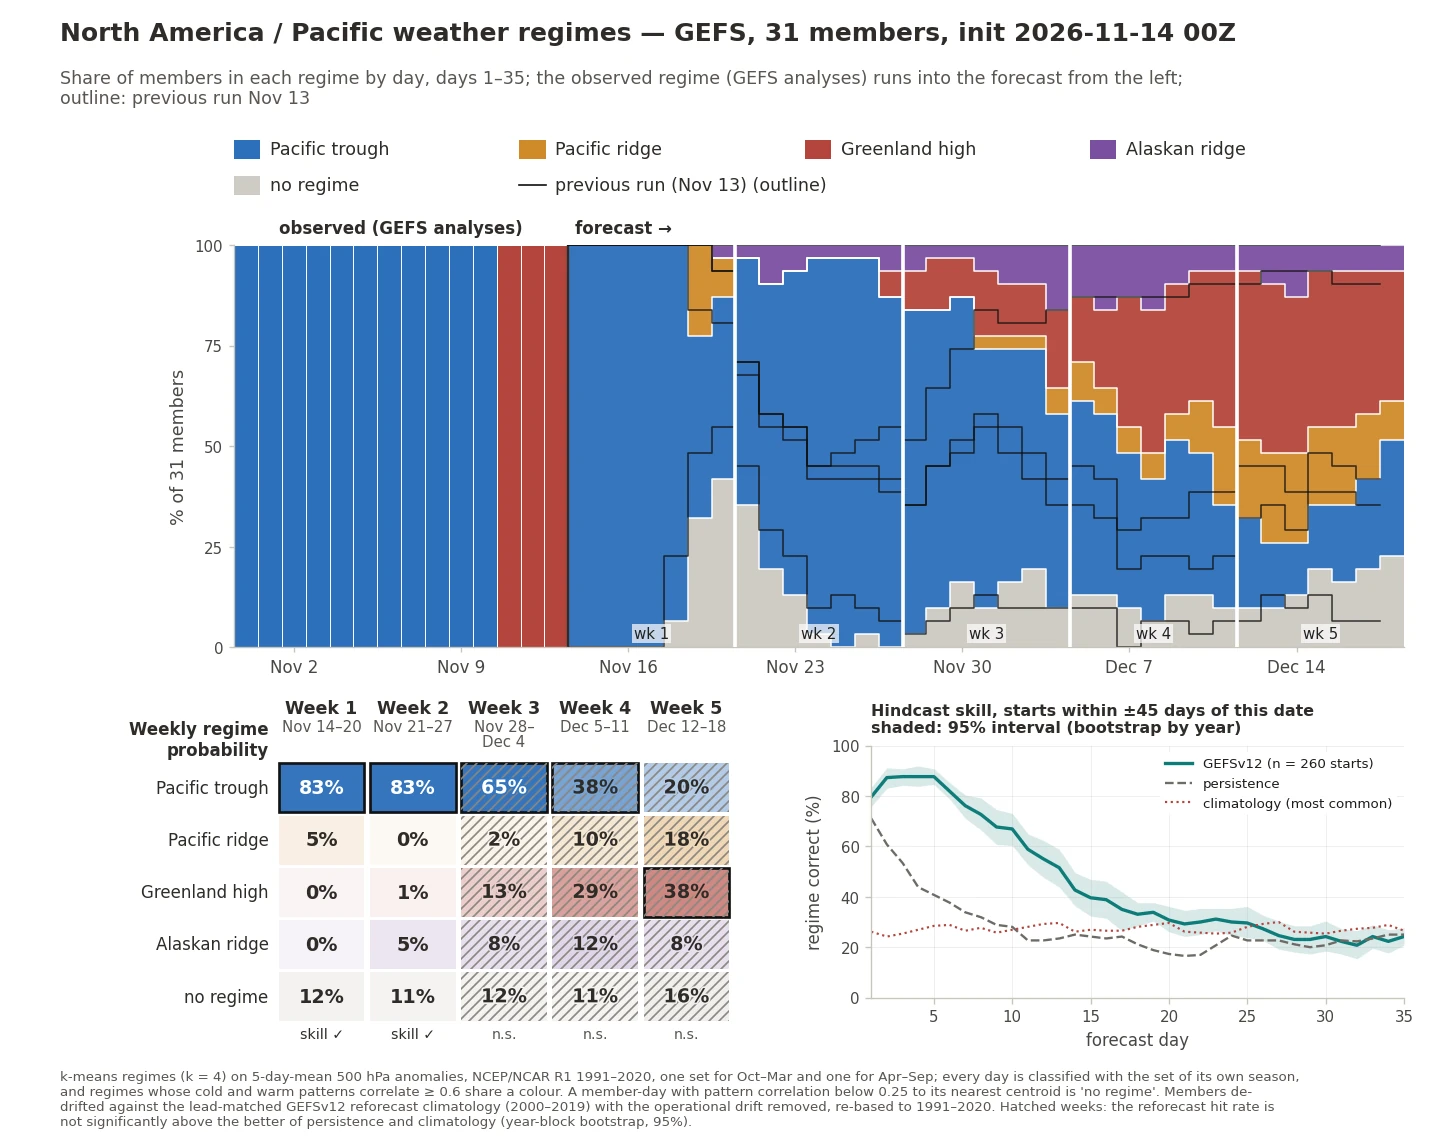 North America / Pacific weather regimes — GEFS, 31 members, init 2026-11-14 00Z
Share of members in each regime by day, days 1–35; the observed regime (GEFS analyses) runs into the forecast from the left;
outline: previous run Nov 13
Pacific trough Pacific ridge Greenland high Alaskan ridge
no regime previous run (Nov 13) (outline)
observed (GEFS analyses) forecast →
100
75
50
25
0
% of 31 members
wk 1 wk 2 wk 3 wk 4 wk 5
Nov 2 Nov 9 Nov 16 Nov 23 Nov 30 Dec 7 Dec 14
Weekly regime
probability
Week 1 Week 2 Week 3 Week 4 Week 5
Nov 14–20 Nov 21–27 Nov 28– Dec 5–11 Dec 12–18
Dec 4
Pacific trough 83% 83% 65% 38% 20%
Pacific ridge 5% 0% 2% 10% 18%
Greenland high 0% 1% 13% 29% 38%
Alaskan ridge 0% 5% 8% 12% 8%
no regime 12% 11% 12% 11% 16%
skill ✓ skill ✓ n.s. n.s. n.s.
Hindcast skill, starts within ±45 days of this date
shaded: 95% interval (bootstrap by year)
GEFSv12 (n = 260 starts)
persistence
climatology (most common)
100
80
60
40
20
0
regime correct (%)
5 10 15 20 25 30 35
forecast day
k-means regimes (k = 4) on 5-day-mean 500 hPa anomalies, NCEP/NCAR R1 1991–2020, one set for Oct–Mar and one for Apr–Sep; every day is classified with the set of its own season,
and regimes whose cold and warm patterns correlate ≥ 0.6 share a colour. A member-day with pattern correlation below 0.25 to its nearest centroid is 'no regime'. Members de-
drifted against the lead-matched GEFSv12 reforecast climatology (2000–2019) with the operational drift removed, re-based to 1991–2020. Hatched weeks: the reforecast hit rate is
not significantly above the better of persistence and climatology (year-block bootstrap, 95%).